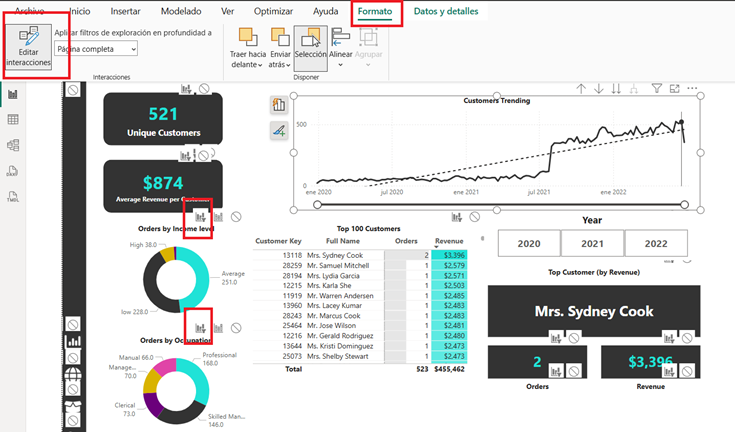 Archivo Inicio Insertar Modelado Ver Optimizar Ayuda Formato Datos y detalles
Editar interacciones
Aplicar filtros de exploración en profundidad a
Página completa
Interacciones
Traer hacia delante
Enviar atrás
Selección
Alinear
Agrupar
Disponer
DAX
TMDL
521
Unique Customers
$874
Average Revenue per Customer
Customers Trending
500
0
ene 2020 jul 2020 ene 2021 jul 2021 ene 2022
Orders by Income level
High 38.0
Average 251.0
low 228.0
Orders by Occupation
Manual 66.0
Professional 168.0
Manage... 70.0
Clerical 73.0
Skilled Man... 146.0
Top 100 Customers
Customer Key Full Name Orders Revenue
13118 Mrs. Sydney Cook 2 $3,396
28259 Mr. Samuel Mitchell 1 $2,579
28194 Mrs. Lydia Garcia 1 $2,571
12215 Mrs. Karla She 1 $2,503
11919 Mr. Warren Andersen 1 $2,485
13960 Mrs. Lacey Kumar 1 $2,483
28243 Mr. Marcus Cook 1 $2,483
25464 Mr. Jose Wilson 1 $2,481
12216 Mr. Gerald Rodriguez 1 $2,480
13644 Ms. Kristi Dominguez 1 $2,473
25073 Mrs. Shelby Stewart 1 $2,473
Total 523 $455,462
Year
2020 2021 2022
Top Customer (by Revenue)
Mrs. Sydney Cook
2
Orders
$3,396
Revenue